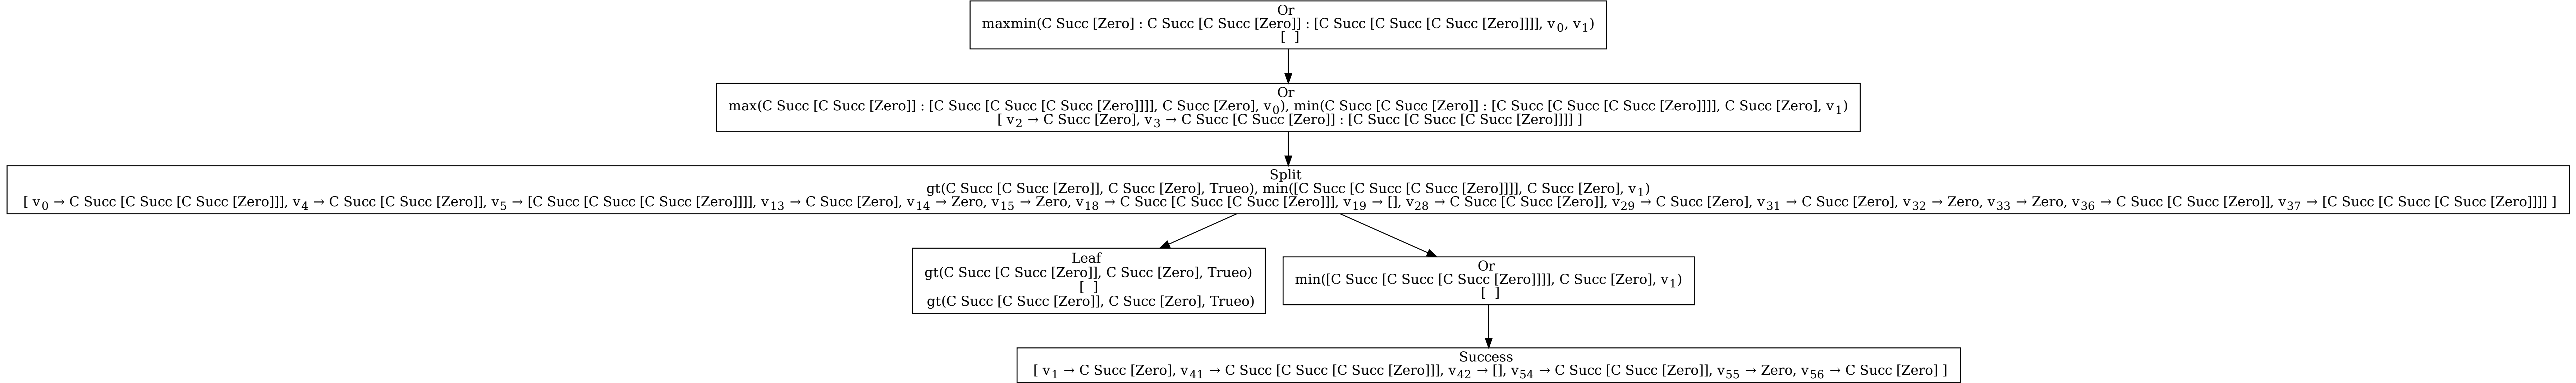 Or
maxmin(C Succ [Zero] : C Succ [C Succ [Zero]] : [C Succ [C Succ [C Succ [Zero]]]], v0, v1)
[ ]
Or
max(C Succ [C Succ [Zero]] : [C Succ [C Succ [C Succ [Zero]]]], C Succ [Zero], v0), min(C Succ [C Succ [Zero]] : [C Succ [C Succ [C Succ [Zero]]]], C Succ [Zero], v1)
[ v2 → C Succ [Zero], v3 → C Succ [C Succ [Zero]] : [C Succ [C Succ [C Succ [Zero]]]] ]
Split
gt(C Succ [C Succ [Zero]], C Succ [Zero], Trueo), min([C Succ [C Succ [C Succ [Zero]]]], C Succ [Zero], v1)
[ v0 → C Succ [C Succ [C Succ [Zero]]], v4 → C Succ [C Succ [Zero]], v5 → [C Succ [C Succ [C Succ [Zero]]]], v13 → C Succ [Zero], v14 → Zero, v15 → Zero, v18 → C Succ [C Succ [C Succ [Zero]]], v19 → [], v28 → C Succ [C Succ [Zero]], v29 → C Succ [Zero], v31 → C Succ [Zero], v32 → Zero, v33 → Zero, v36 → C Succ [C Succ [Zero]], v37 → [C Succ [C Succ [C Succ [Zero]]]] ]
Leaf
gt(C Succ [C Succ [Zero]], C Succ [Zero], Trueo)
[ ]
gt(C Succ [C Succ [Zero]], C Succ [Zero], Trueo)
Or
min([C Succ [C Succ [C Succ [Zero]]]], C Succ [Zero], v1)
[ ]
Success
[ v1 → C Succ [Zero], v41 → C Succ [C Succ [C Succ [Zero]]], v42 → [], v54 → C Succ [C Succ [Zero]], v55 → Zero, v56 → C Succ [Zero] ]